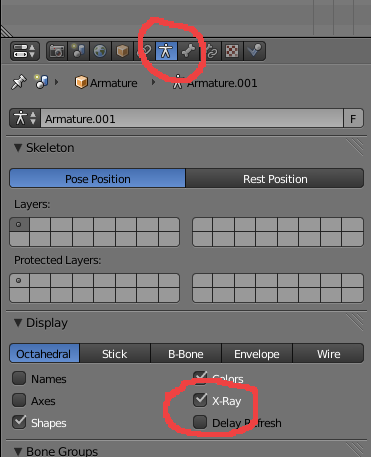 Armature Armature.001
Armature.001 F
Skeleton
Pose Position Rest Position
Layers:
Protected Layers:
Display
Octahedral Stick B-Bone Envelope Wire
Names Colors
Axes X-Ray
Shapes Delay Refresh
Bone Groups